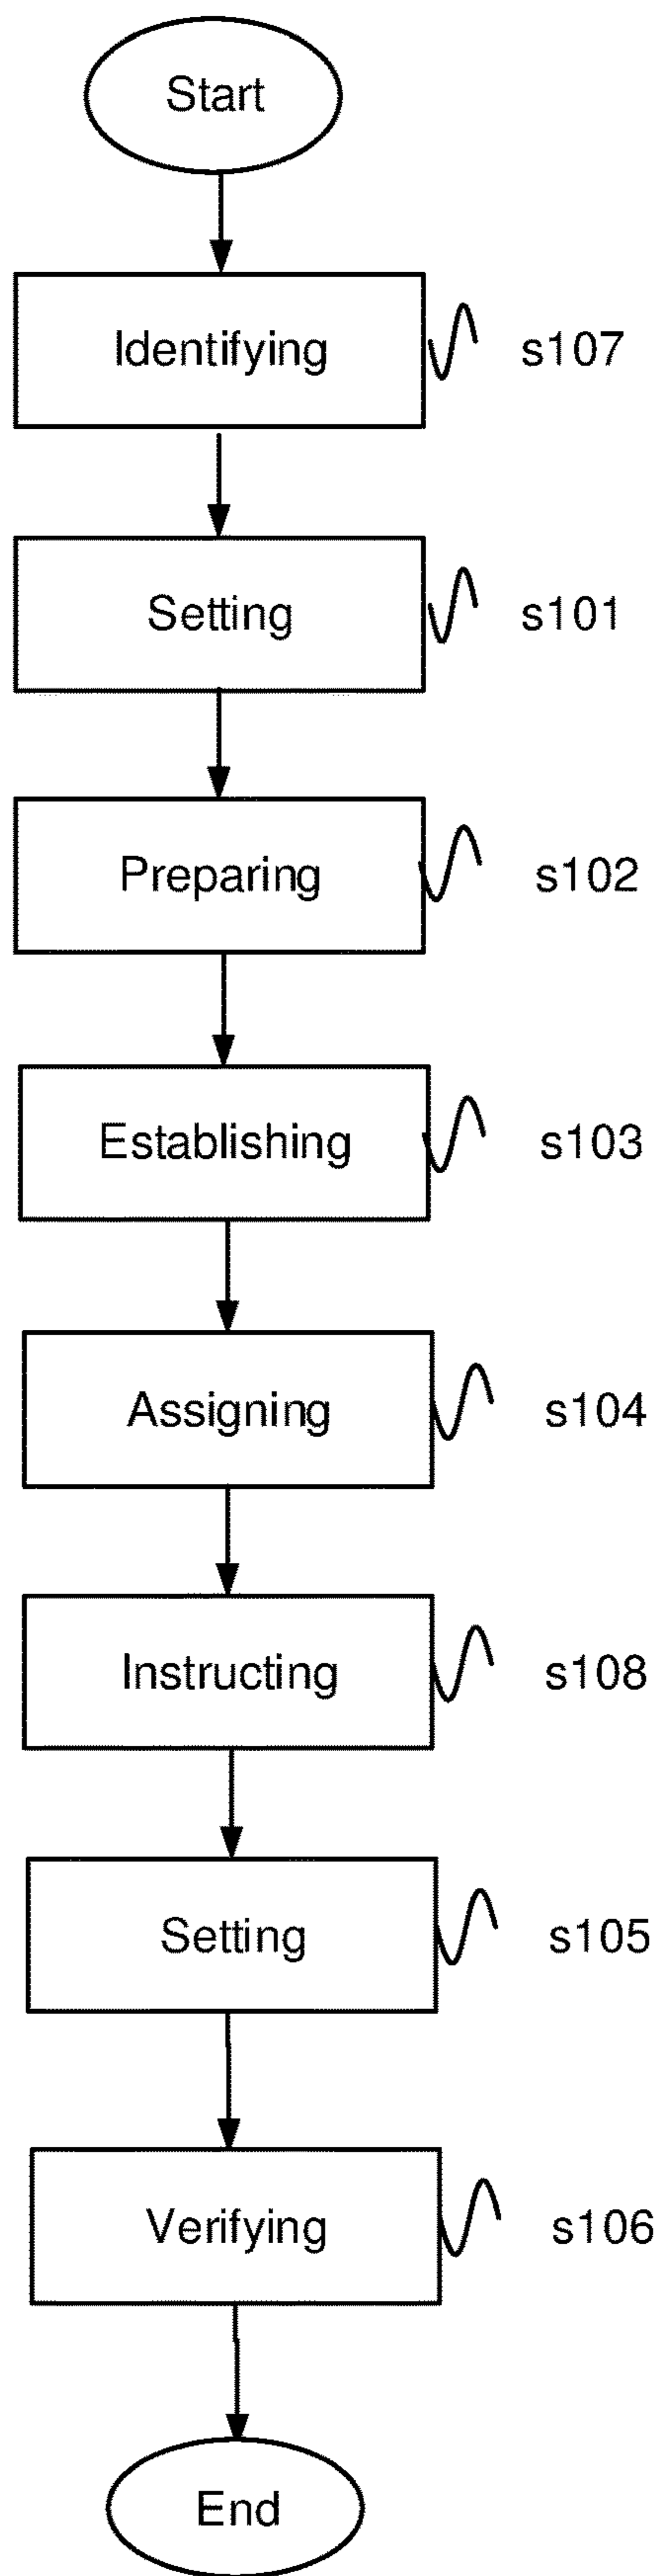 Start
Identifying s107
Setting s101
Preparing s102
Establishing s103
Assigning s104
Instructing s108
Setting s105
Verifying s106
End